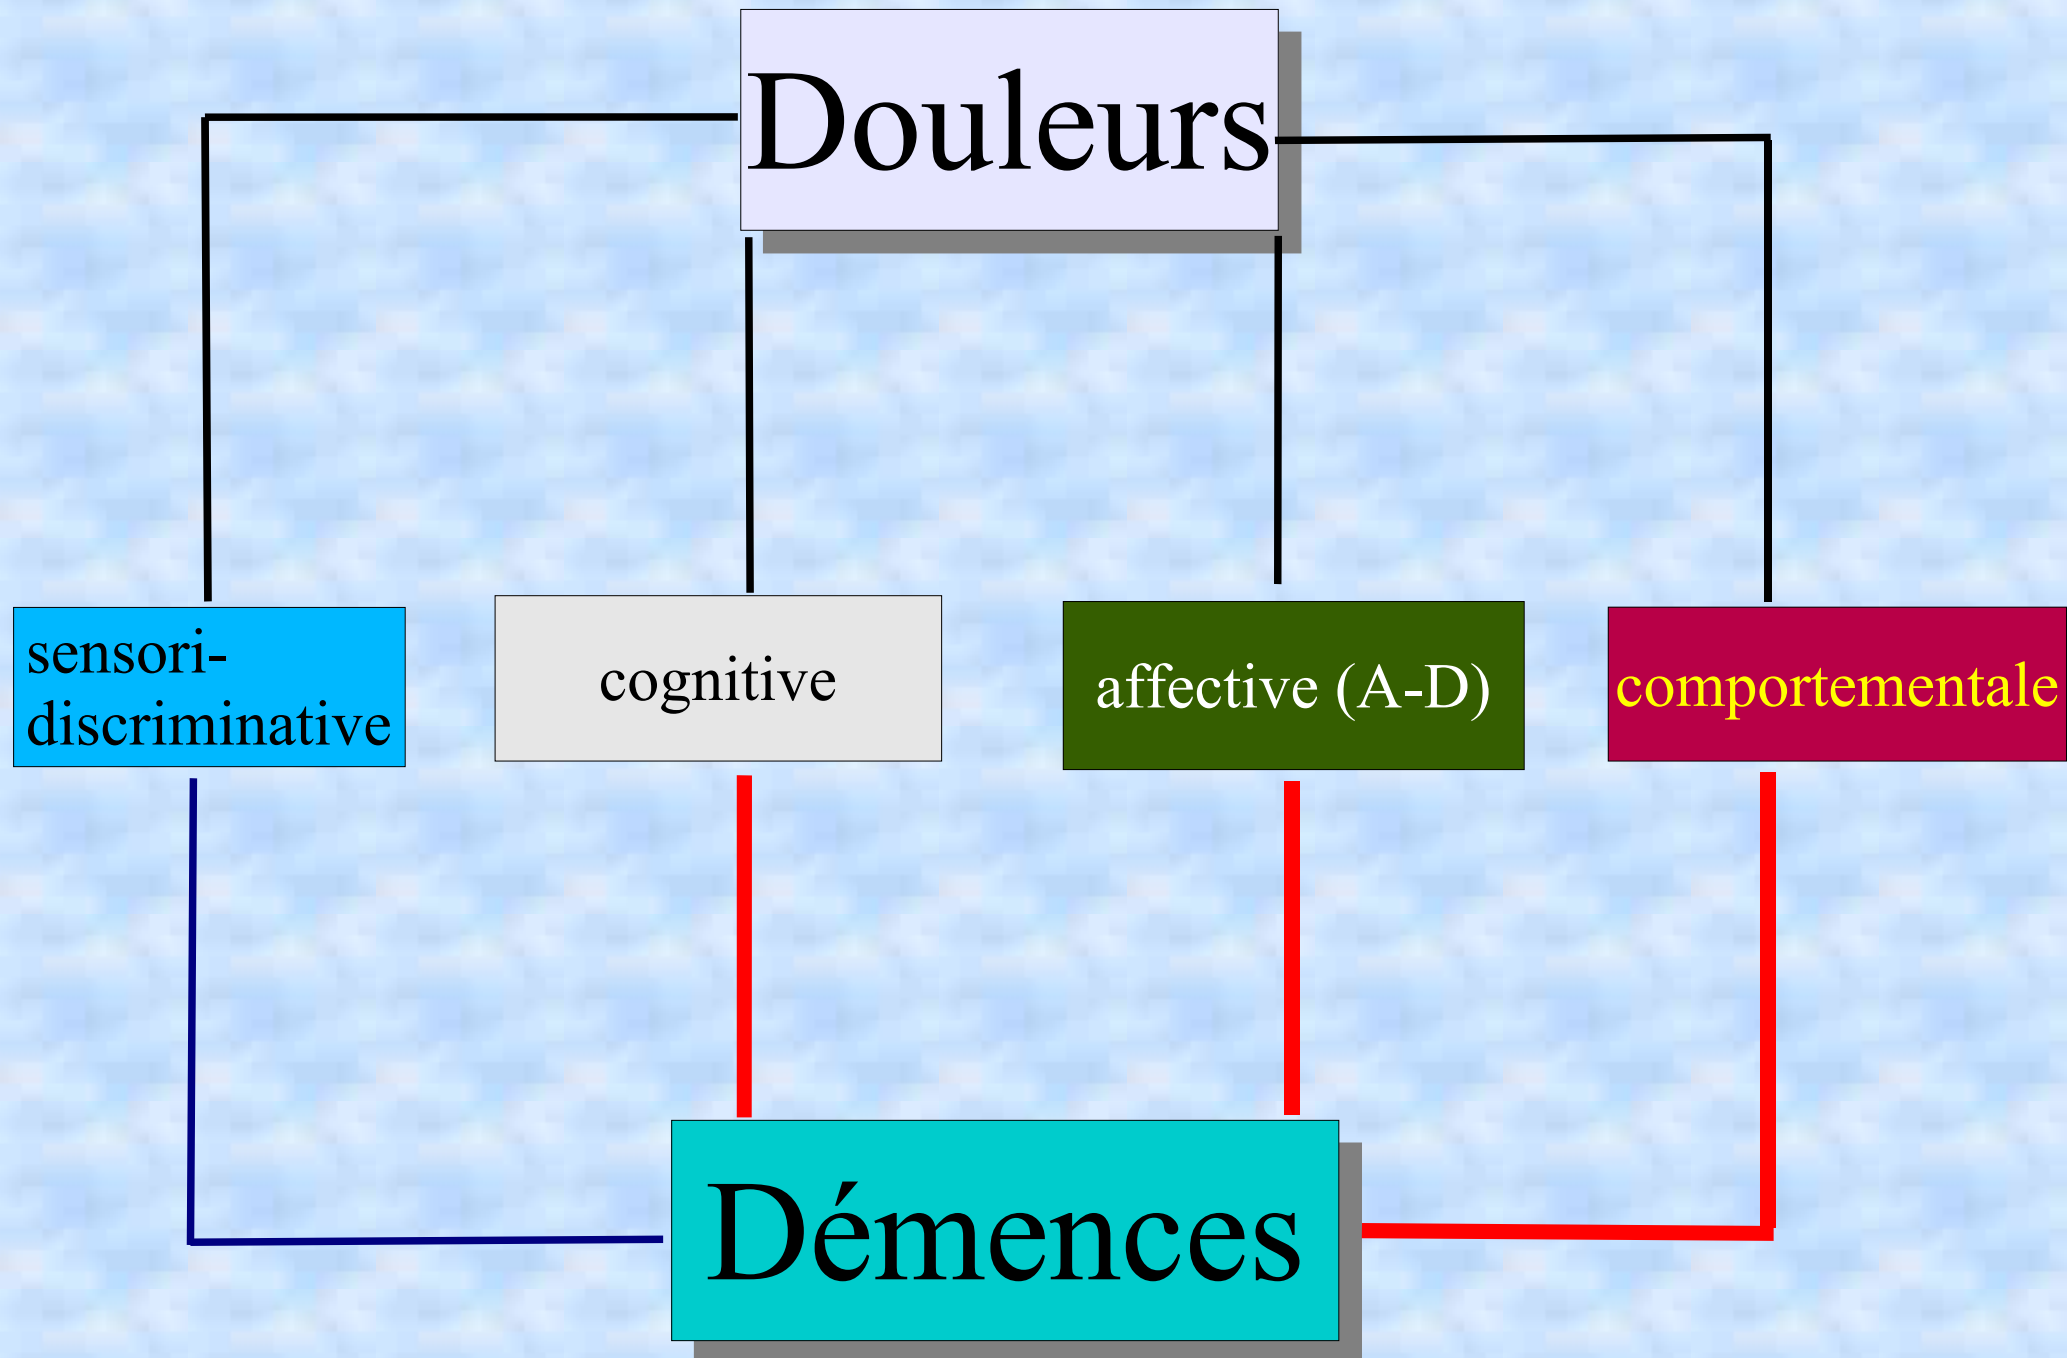 Douleurs
sensori-
discriminative
cognitive
affective (A-D)
comportementale
Démences